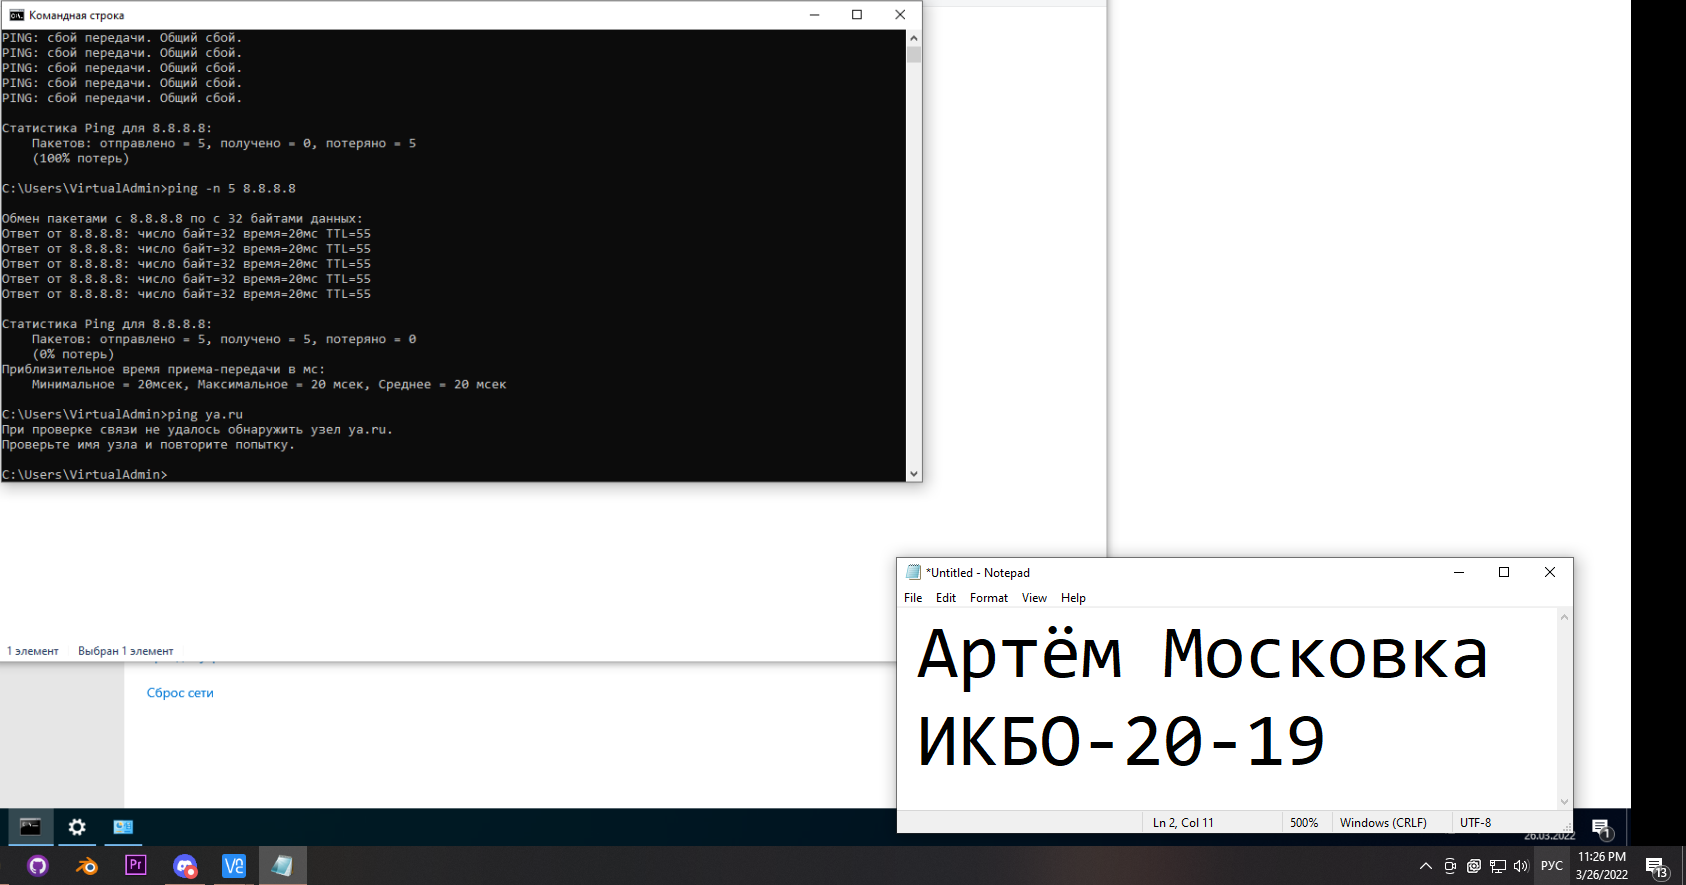 Командная строка
PING: сбой передачи. Общий сбой.
PING: сбой передачи. Общий сбой.
PING: сбой передачи. Общий сбой.
PING: сбой передачи. Общий сбой.
PING: сбой передачи. Общий сбой.
Статистика Ping для 8.8.8.8:
Пакетов: отправлено = 5, получено = 0, потеряно = 5
(100% потерь)
C:\Users\VirtualAdmin>ping -n 5 8.8.8.8
Обмен пакетами с 8.8.8.8 по с 32 байтами данных:
Ответ от 8.8.8.8: число байт=32 время=20мс TTL=55
Ответ от 8.8.8.8: число байт=32 время=20мс TTL=55
Ответ от 8.8.8.8: число байт=32 время=20мс TTL=55
Ответ от 8.8.8.8: число байт=32 время=20мс TTL=55
Ответ от 8.8.8.8: число байт=32 время=20мс TTL=55
Статистика Ping для 8.8.8.8:
Пакетов: отправлено = 5, получено = 5, потеряно = 0
(0% потерь)
Приблизительное время приема-передачи в мс:
Минимальное = 20мсек, Максимальное = 20 мсек, Среднее = 20 мсек
C:\Users\VirtualAdmin>ping ya.ru
При проверке связи не удалось обнаружить узел ya.ru.
Проверьте имя узла и повторите попытку.
C:\Users\VirtualAdmin>
1 элемент Выбран 1 элемент
Сброс сети
*Untitled - Notepad
File Edit Format View Help
Артём Московка
ИКБО-20-19
Ln 2, Col 11 500% Windows (CRLF) UTF-8
26.03.2022 1
Pr
РУС 11:26 PM
3/26/2022 13